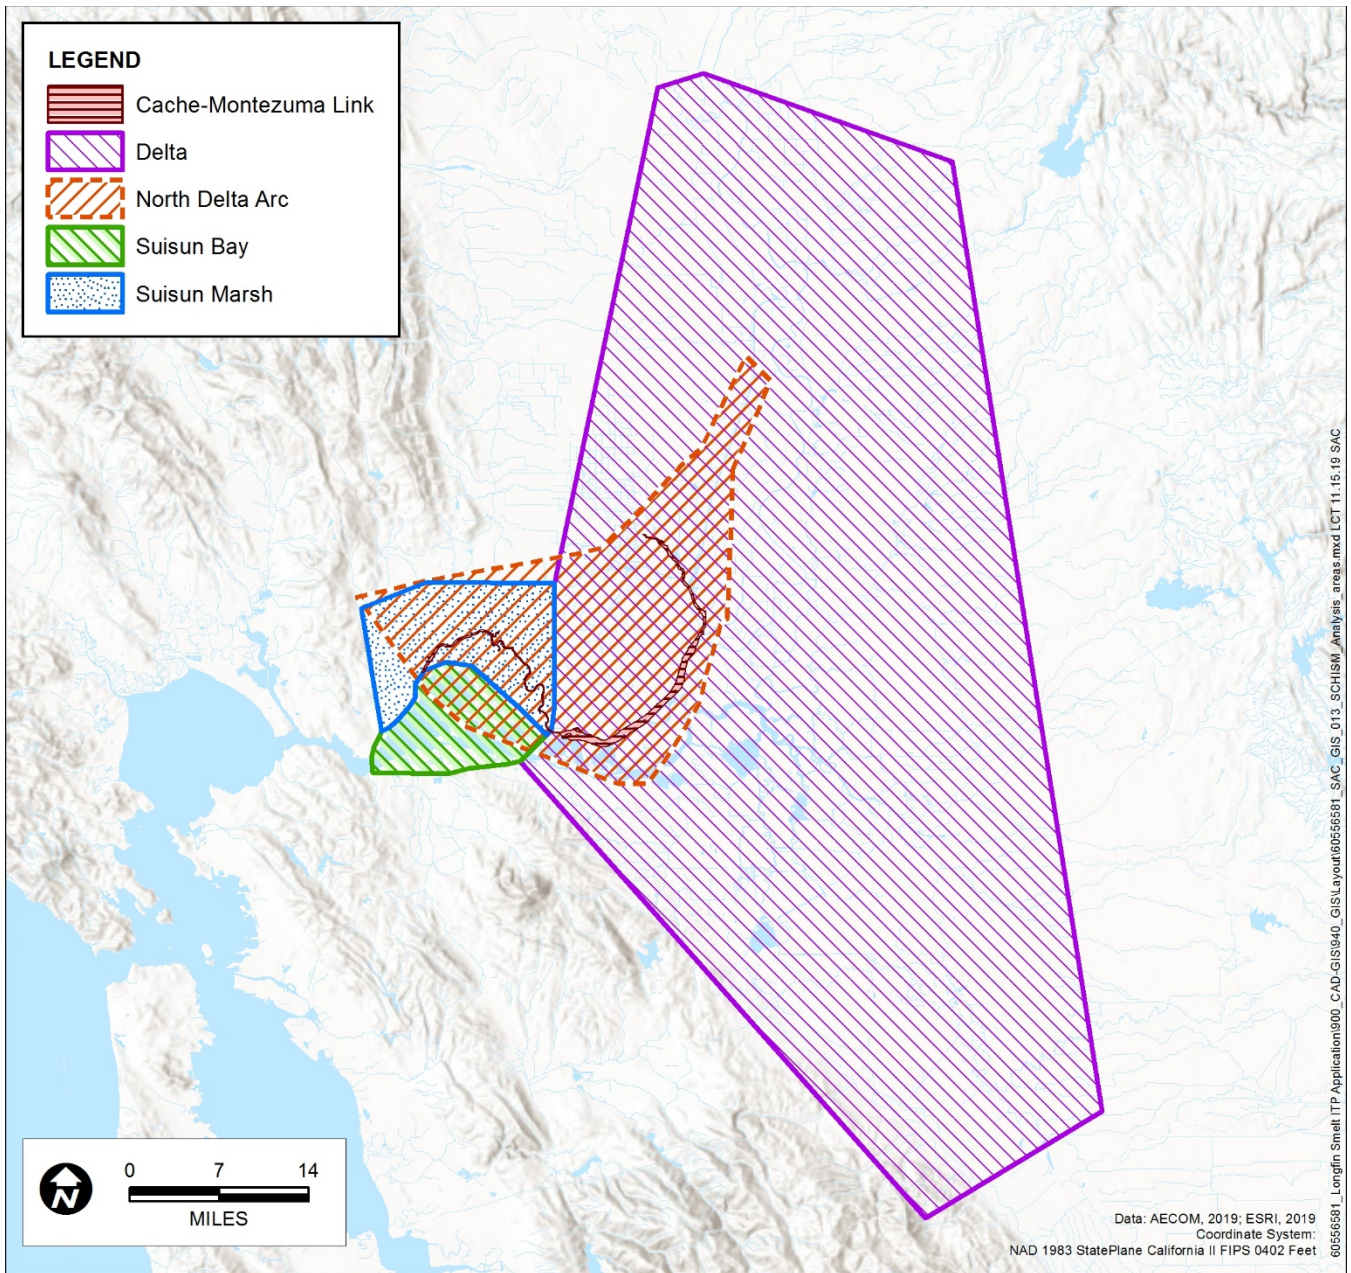 LEGEND
Cache-Montezuma Link
Delta
North Delta Arc
Suisun Bay
Suisun Marsh
N
0 7 14
MILES
Data: AECOM, 2019; ESRI, 2019
Coordinate System:
NAD 1983 StatePlane California II FIPS 0402 Feet
60556581_Longfin Smelt ITP Application\900_CAD-GIS\940_GIS\Layout\60556581_SAC_GIS_013_SCHISM_Analysis_areas.mxd LCT 11.15.19 SAC